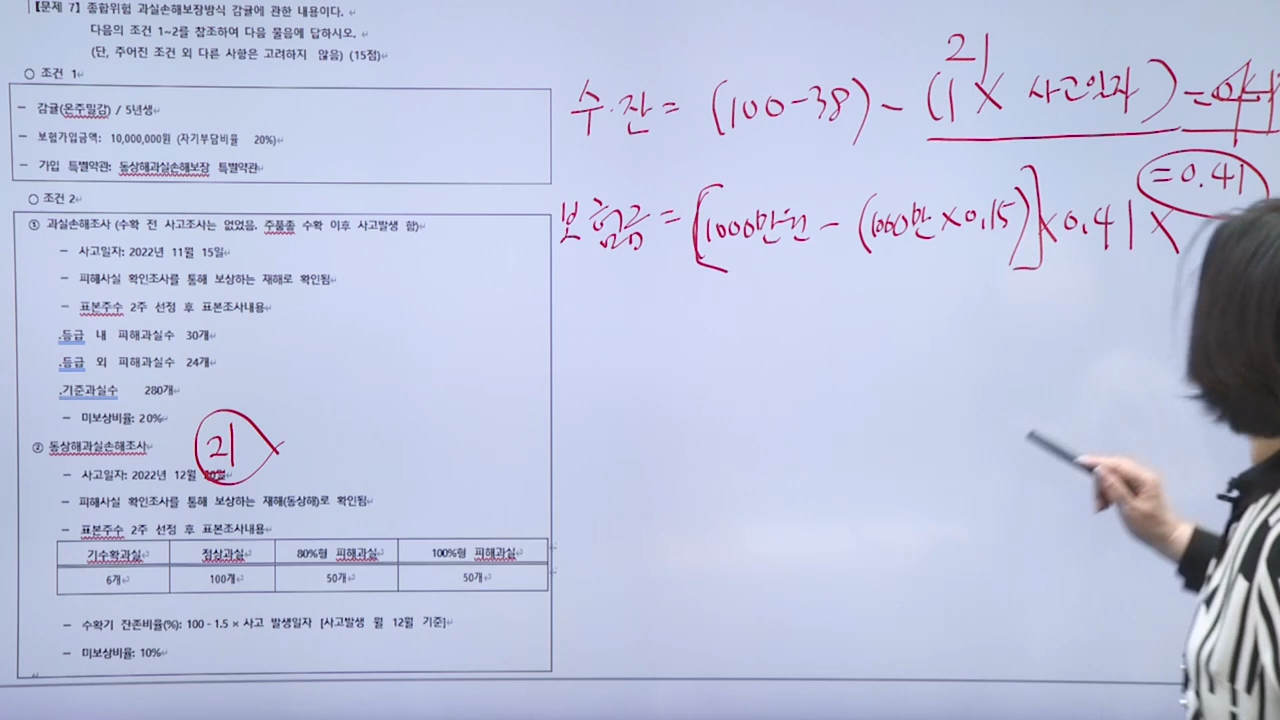 【문제 7】 종합위험 과실손해보장방식 감귤에 관한 내용이다.
다음의 조건 1~2를 참조하여 다음 물음에 답하시오.
(단, 주어진 조건 외 다른 사항은 고려하지 않음) (15점)
○ 조건 1
- 감귤(온주밀감) / 5년생
- 보험가입금액: 10,000,000원 (자기부담비율 20%)
- 가입 특별약관: 동상해과실손해보장 특별약관
○ 조건 2
① 과실손해조사 (수확 전 사고조사는 없었음. 주품종 수확 이후 사고발생 함)
- 사고일자: 2022년 11월 15일
- 피해사실 확인조사를 통해 보상하는 재해로 확인됨
- 표본주수 2주 선정 후 표본조사내용
.등급 내 피해과실수 30개
.등급 외 피해과실수 24개
.기준과실수 280개
- 미보상비율: 20%
② 동상해과실손해조사
21
- 사고일자: 2022년 12월
- 피해사실 확인조사를 통해 보상하는 재해(동상해)로 확인됨
- 표본주수 2주 선정 후 표본조사내용
기수확과실 정상과실 80%형 피해과실 100%형 피해과실
6개 100개 50개 50개
- 수확기 잔존비율(%): 100 - 1.5 × 사고 발생일자 [사고발생 월 12월 기준]
- 미보상비율: 10%
21
수.잔 = (100-38) - (1 × 사고일자) =
= 0.41
보험금 = [1000만원 - (1000만×0.15)] × 0.41 ×